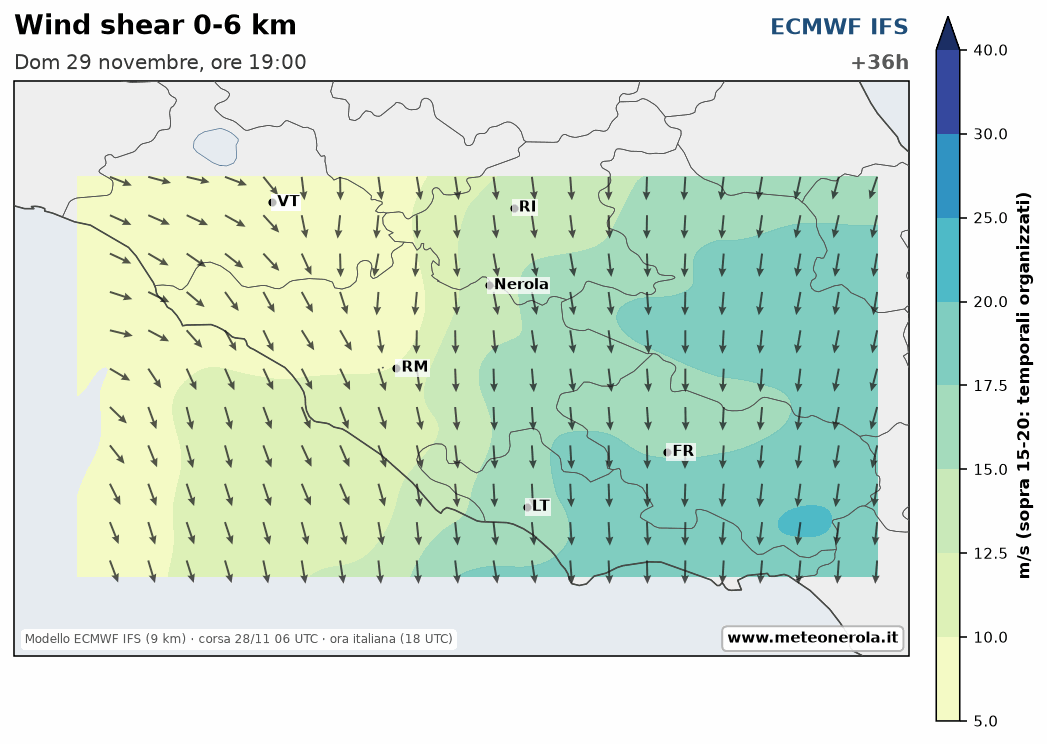 Wind shear 0-6 km
ECMWF IFS
Dom 29 novembre, ore 19:00
+36h
VT
RI
Nerola
RM
FR
LT
40.0
30.0
25.0
20.0
17.5
15.0
12.5
10.0
5.0
m/s (sopra 15-20: temporali organizzati)
Modello ECMWF IFS (9 km) · corsa 28/11 06 UTC · ora italiana (18 UTC)
www.meteonerola.it